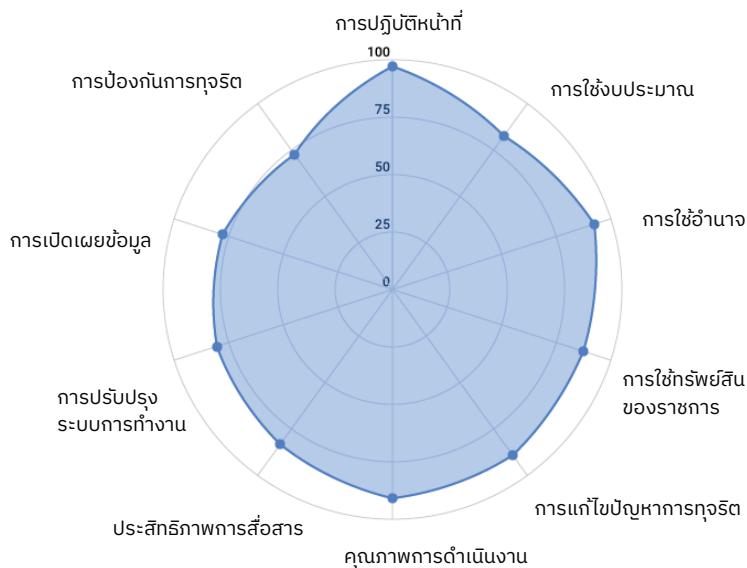 การปฏิบัติหน้าที่
100
การป้องกันการทุจริต
การใช้งบประมาณ
75
50
การใช้อำนาจ
25
การเปิดเผยข้อมูล
0
การใช้ทรัพย์สิน
ของราชการ
การปรับปรุง
ระบบการทำงาน
การแก้ไขปัญหาการทุจริต
ประสิทธิภาพการสื่อสาร
คุณภาพการดำเนินงาน